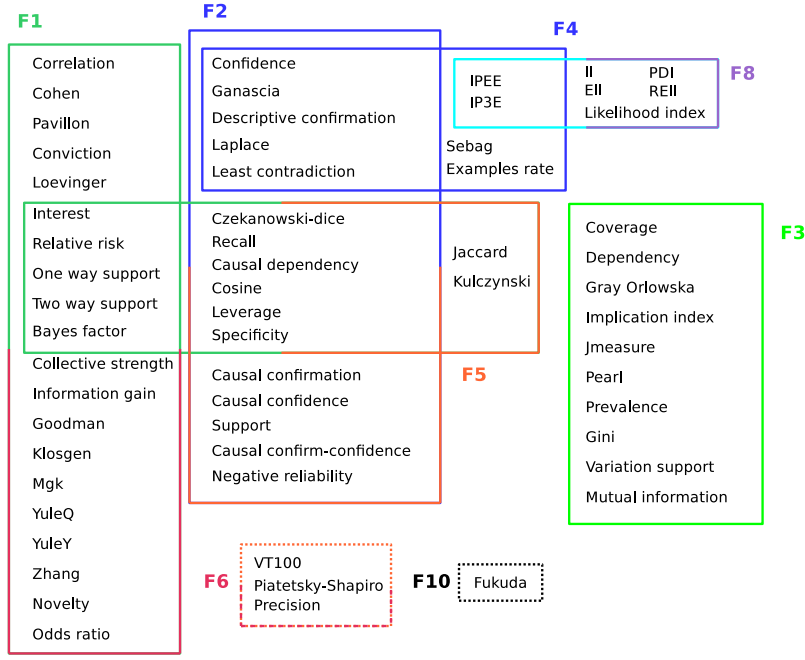 F1
Correlation
Cohen
Pavillon
Conviction
Loevinger
Interest
Relative risk
One way support
Two way support
Bayes factor
Collective strength
Information gain
Goodman
Klosgen
Mgk
YuleQ
YuleY
Zhang
Novelty
Odds ratio
F2
Confidence
Ganascia
Descriptive confirmation
Laplace
Least contradiction
Czekanowski-dice
Recall
Causal dependency
Cosine
Leverage
Specificity
Causal confirmation
Causal confidence
Support
Causal confirm-confidence
Negative reliability
F4
IPEE
IP3E
Sebag
Examples rate
Jaccard
Kulczynski
F5
II PDI
EII REII
Likelihood index
F8
F3
Coverage
Dependency
Gray Orlowska
Implication index
Jmeasure
Pearl
Prevalence
Gini
Variation support
Mutual information
F6
VT100
Piatetsky-Shapiro
Precision
F10
Fukuda